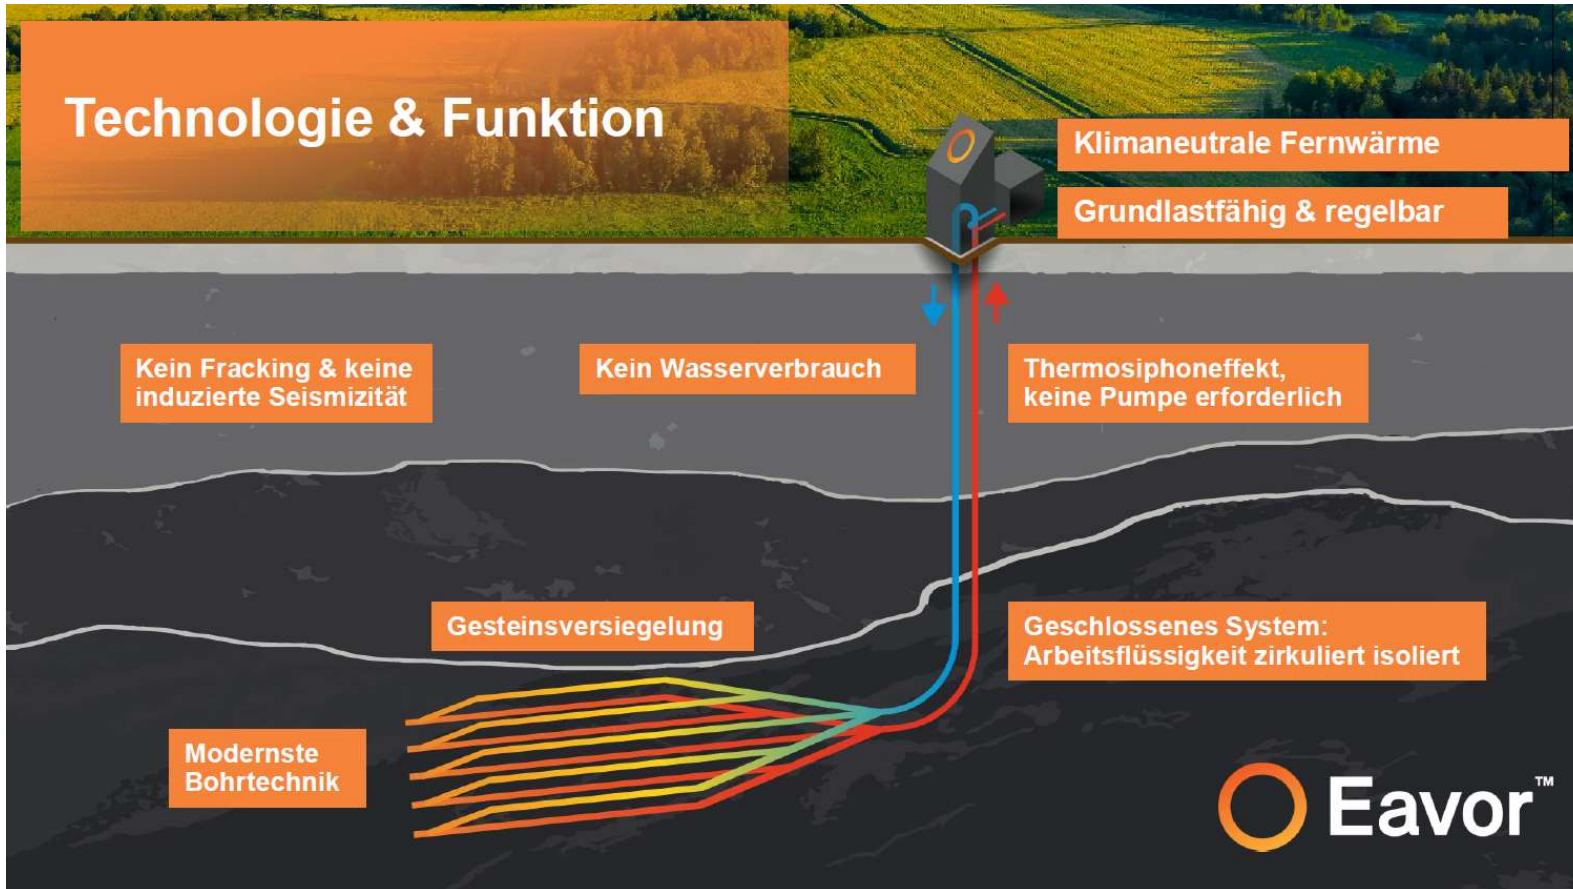 Technologie & Funktion
Klimaneutrale Fernwärme
Grundlastfähig & regelbar
Kein Fracking & keine
induzierte Seismizität
Kein Wasserverbrauch
Thermosiphoneffekt,
keine Pumpe erforderlich
Gesteinsversiegelung
Geschlossenes System:
Arbeitsflüssigkeit zirkuliert isoliert
Modernste
Bohrtechnik
Eavor™